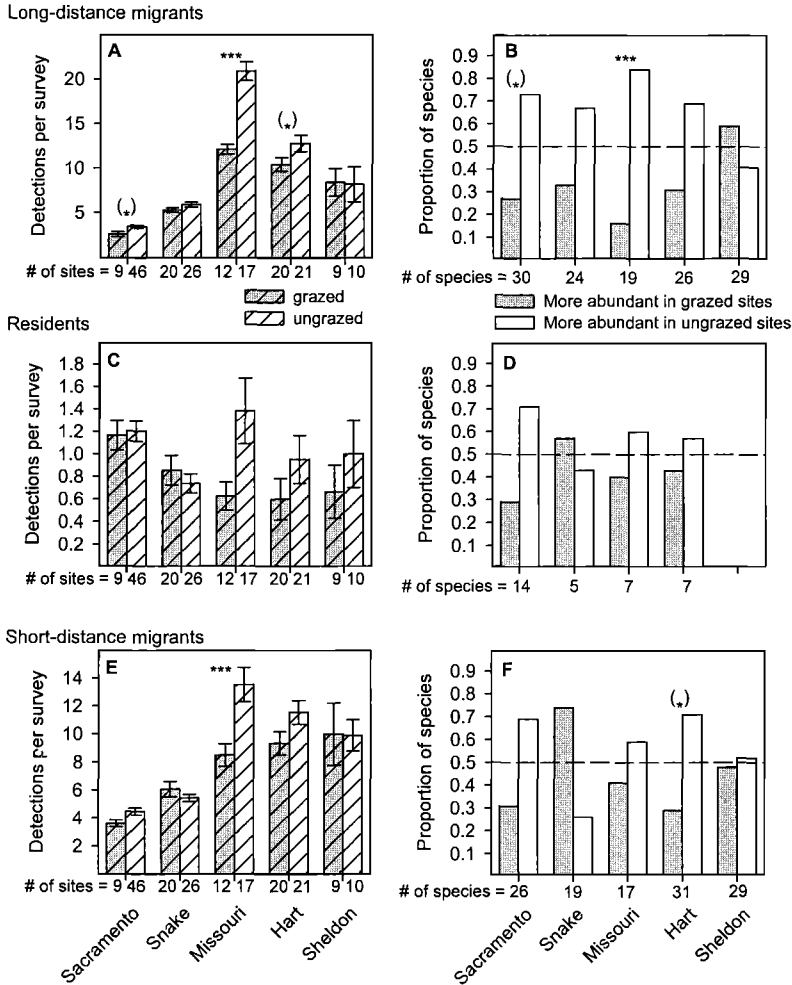 Long-distance migrants
A
***
(*)
(*)
Detections per survey
20
15
10
5
# of sites = 9 46 20 26 12 17 20 21 9 10
grazed
ungrazed
B
(*)
***
Proportion of species
0.9
0.8
0.7
0.6
0.5
0.4
0.3
0.2
0.1
# of species = 30 24 19 26 29
More abundant in grazed sites
More abundant in ungrazed sites
Residents
C
Detections per survey
1.8
1.6
1.4
1.2
1.0
0.8
0.6
0.4
0.2
# of sites = 9 46 20 26 12 17 20 21 9 10
D
Proportion of species
0.9
0.8
0.7
0.6
0.5
0.4
0.3
0.2
0.1
# of species = 14 5 7 7
Short-distance migrants
E
***
Detections per survey
14
12
10
8
6
4
2
# of sites = 9 46 20 26 12 17 20 21 9 10
Sacramento
Snake
Missouri
Hart
Sheldon
F
(*)
Proportion of species
0.9
0.8
0.7
0.6
0.5
0.4
0.3
0.2
0.1
# of species = 26 19 17 31 29
Sacramento
Snake
Missouri
Hart
Sheldon